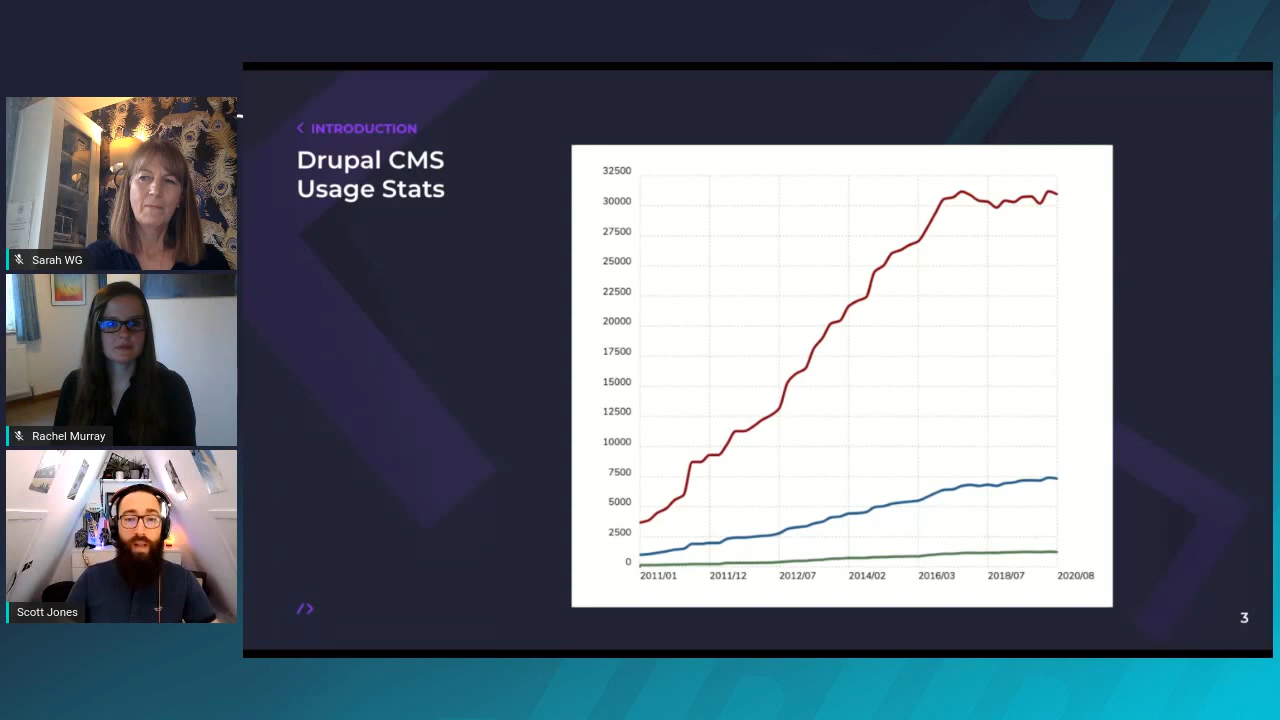 Sarah WG
Rachel Murray
Scott Jones
INTRODUCTION
Drupal CMS
Usage Stats
32500
30000
27500
25000
22500
20000
17500
15000
12500
10000
7500
5000
2500
0
2011/01 2011/12 2012/07 2014/02 2016/03 2018/07 2020/08
3